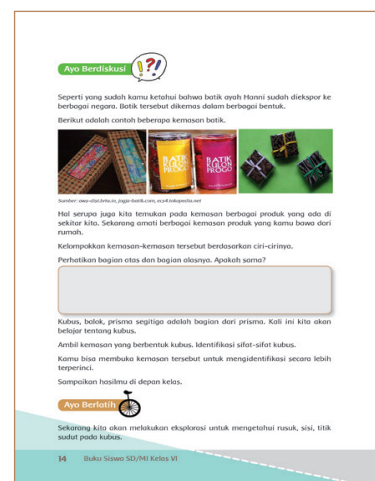 Ayo Berdiskusi
Seperti yang sudah kamu ketahui bahwa batik ayah Hanni sudah diekspor ke
berbagai negara. Batik tersebut dikemas dalam berbagai bentuk.
Berikut adalah contoh beberapa kemasan batik.
BATIK
KULON
PROGO
BATIK
KULON
PROGO
Hal serupa juga kita temukan pada kemasan berbagai produk yang ada di
sekitar kita. Sekarang amati berbagai kemasan produk yang kamu bawa dari
rumah.
Kelompokkan kemasan-kemasan tersebut berdasarkan ciri-cirinya.
Perhatikan bagian atas dan bagian alasnya. Apakah sama?
Kubus, balok, prisma segitiga adalah bagian dari prisma. Kali ini kita akan
belajar tentang kubus.
Ambil kemasan yang berbentuk kubus. Identifikasi sifat-sifat kubus.
Kamu bisa membuka kemasan tersebut untuk mengidentifikasi secara lebih
terperinci.
Sampaikan hasilmu di depan kelas.
Ayo Berlatih
Sekarang kita akan melakukan eksplorasi untuk mengetahui rusuk, sisi, titik
sudut pada kubus.
14 Buku Siswa SD/MI Kelas VI